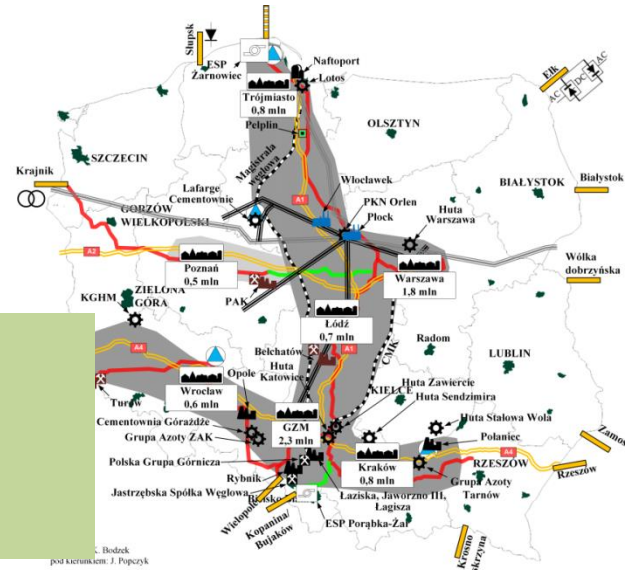 Słupsk
ESP
Żarnowiec
Naftoport
Lotos
Trójmiasto
0,8 mln
Pelplin
Ełk
AC
DC
AC
OLSZTYN
SZCZECIN
Magistrala
węglowa
Krajnik
Lafarge
Cementownie
A1
Włocławek
BIAŁYSTOK
Białystok
PKN Orlen
Płock
Huta
Warszawa
GORZÓW
WIELKOPOLSKI
A2
Poznań
0,5 mln
Warszawa
1,8 mln
Wólka
dobrzyńska
PAK
KGHM
ZIELONA
GÓRA
Łódź
0,7 mln
CMK
Radom
LUBLIN
A4
Bełchatów
A1
Huta
Katowice
Turów
Wrocław
0,6 mln
Opole
KIELCE
Huta Zawiercie
Huta Sendzimira
GZM
2,3 mln
Huta Stalowa Wola
Cementownia Górażdże
Grupa Azoty ZAK
Połaniec
Polska Grupa Górnicza
Kraków
0,8 mln
RZESZÓW
A4
Rzeszów
Rybnik
Jastrzębska Spółka Węglowa
Grupa Azoty
Tarnów
Łaziska, Jaworzno III,
Łagisza
Wielopole
Kopanina/
Bujaków
ESP Porąbka-Żar
Krosno
K. Bodzek
pod kierunkiem: J. Popczyk